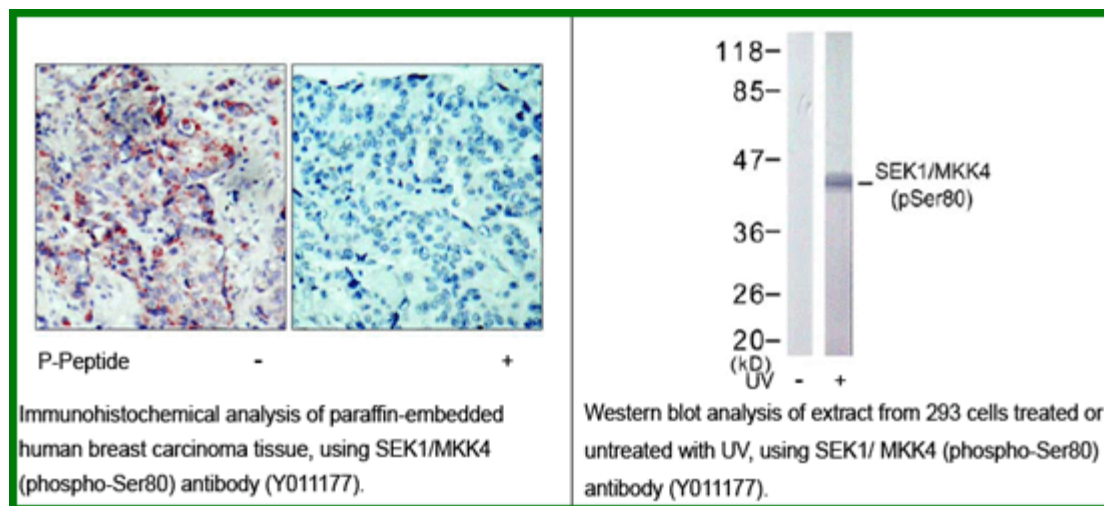 P-Peptide - +
Immunohistochemical analysis of paraffin-embedded
human breast carcinoma tissue, using SEK1/MKK4
(phospho-Ser80) antibody (Y011177).
118-
85-
47-
SEK1/MKK4
(pSer80)
36-
26-
20-
(kD)
UV - +
Western blot analysis of extract from 293 cells treated or
untreated with UV, using SEK1/ MKK4 (phospho-Ser80)
antibody (Y011177).